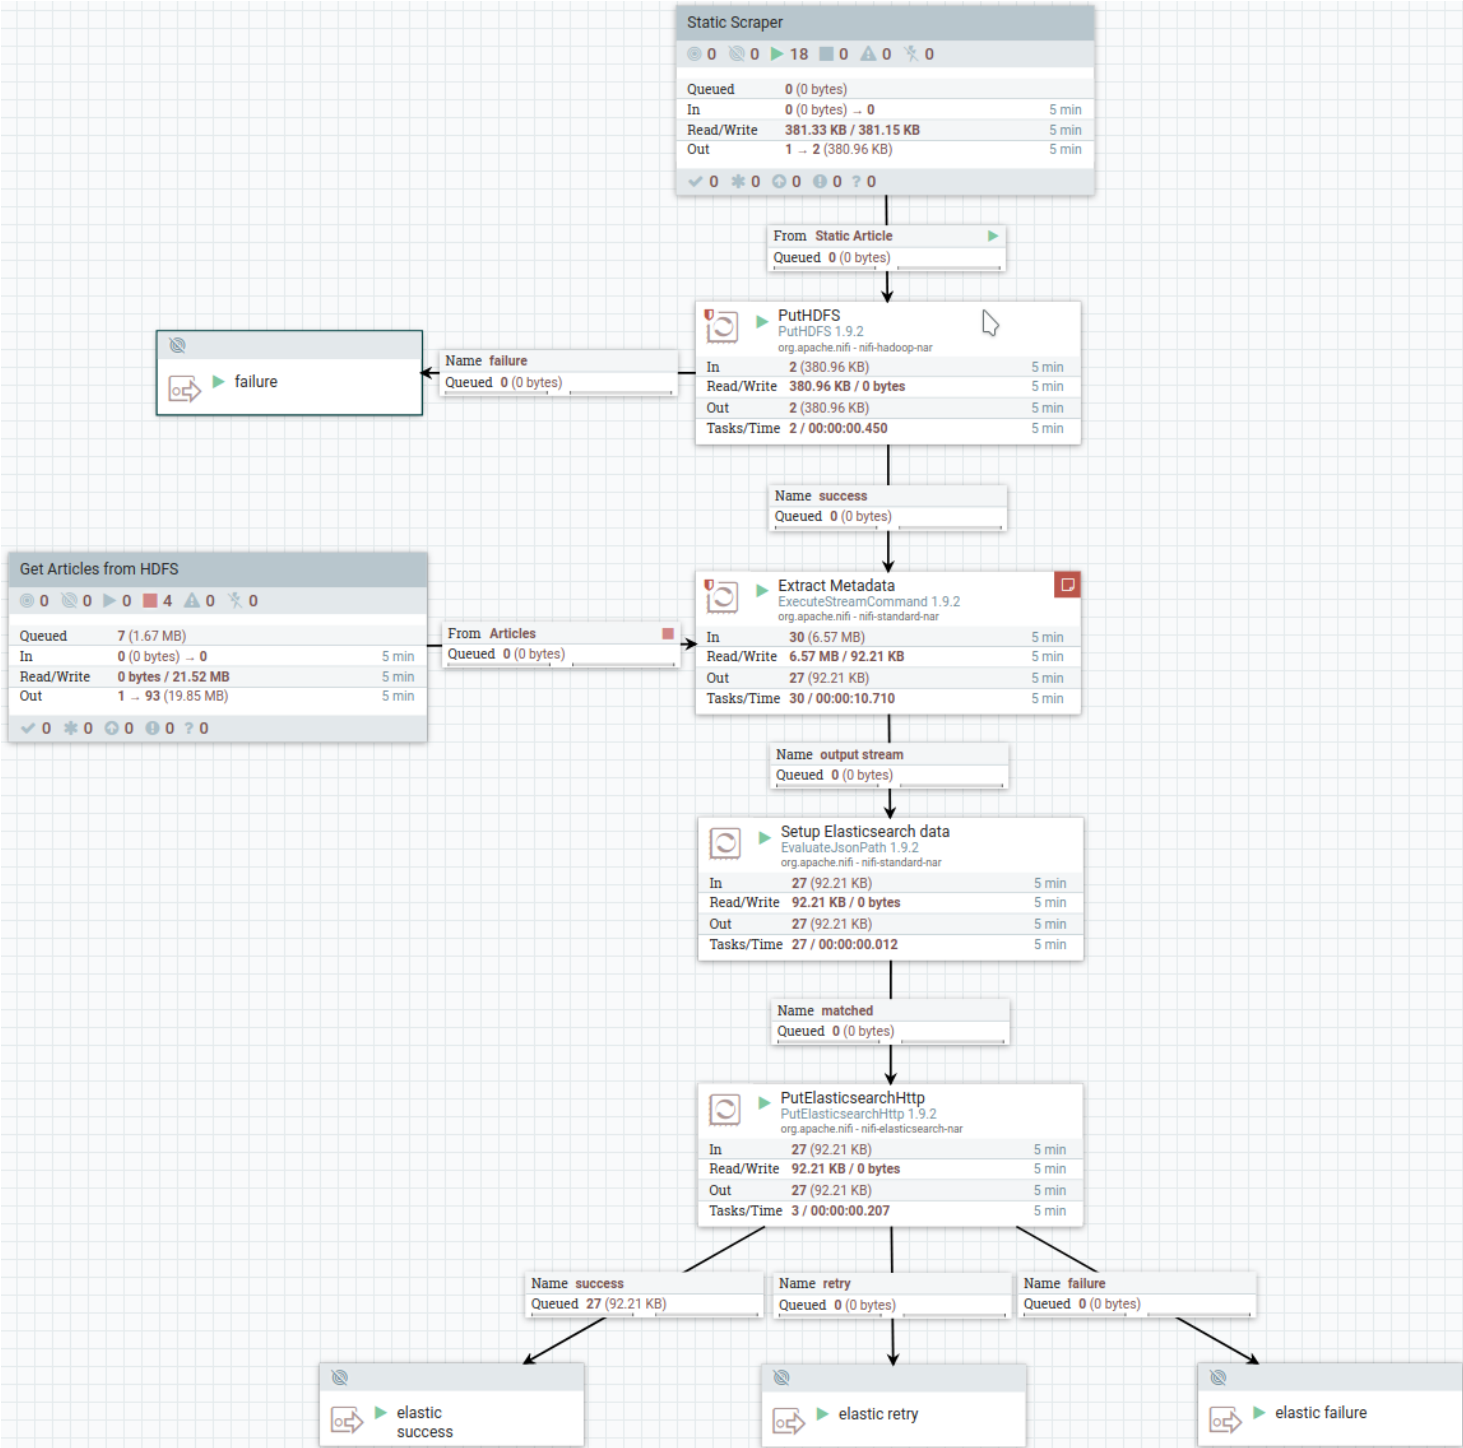 Static Scraper
0 0 18 0 0 0
Queued 0 (0 bytes)
In 0 (0 bytes) → 0 5 min
Read/Write 381.33 KB / 381.15 KB 5 min
Out 1 → 2 (380.96 KB) 5 min
0 0 0 0 ? 0
From Static Article
Queued 0 (0 bytes)
PutHDFS
PutHDFS 1.9.2
org.apache.nifi - nifi-hadoop-nar
In 2 (380.96 KB) 5 min
Read/Write 380.96 KB / 0 bytes 5 min
Out 2 (380.96 KB) 5 min
Tasks/Time 2 / 00:00:00.450 5 min
Name failure
Queued 0 (0 bytes)
failure
Name success
Queued 0 (0 bytes)
Get Articles from HDFS
0 0 0 4 0 0
Queued 7 (1.67 MB)
In 0 (0 bytes) → 0 5 min
Read/Write 0 bytes / 21.52 MB 5 min
Out 1 → 93 (19.85 MB) 5 min
0 0 0 0 ? 0
From Articles
Queued 0 (0 bytes)
Extract Metadata
ExecuteStreamCommand 1.9.2
org.apache.nifi - nifi-standard-nar
In 30 (6.57 MB) 5 min
Read/Write 6.57 MB / 92.21 KB 5 min
Out 27 (92.21 KB) 5 min
Tasks/Time 30 / 00:00:10.710 5 min
Name output stream
Queued 0 (0 bytes)
Setup Elasticsearch data
EvaluateJsonPath 1.9.2
org.apache.nifi - nifi-standard-nar
In 27 (92.21 KB) 5 min
Read/Write 92.21 KB / 0 bytes 5 min
Out 27 (92.21 KB) 5 min
Tasks/Time 27 / 00:00:00.012 5 min
Name matched
Queued 0 (0 bytes)
PutElasticsearchHttp
PutElasticsearchHttp 1.9.2
org.apache.nifi - nifi-elasticsearch-nar
In 27 (92.21 KB) 5 min
Read/Write 92.21 KB / 0 bytes 5 min
Out 27 (92.21 KB) 5 min
Tasks/Time 3 / 00:00:00.207 5 min
Name success
Queued 27 (92.21 KB)
Name retry
Queued 0 (0 bytes)
Name failure
Queued 0 (0 bytes)
elastic
success
elastic retry
elastic failure